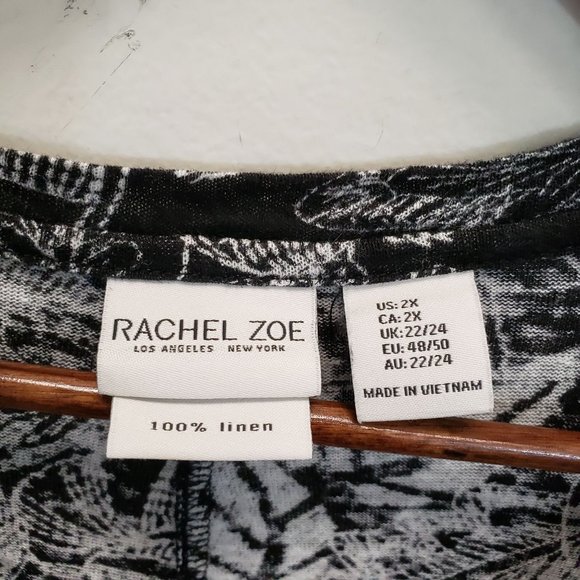 RACHEL ZOE
LOS ANGELES NEW YORK
100% linen
US: 2X
CA: 2X
UK: 22/24
EU: 48/50
AU: 22/24
MADE IN VIETNAM